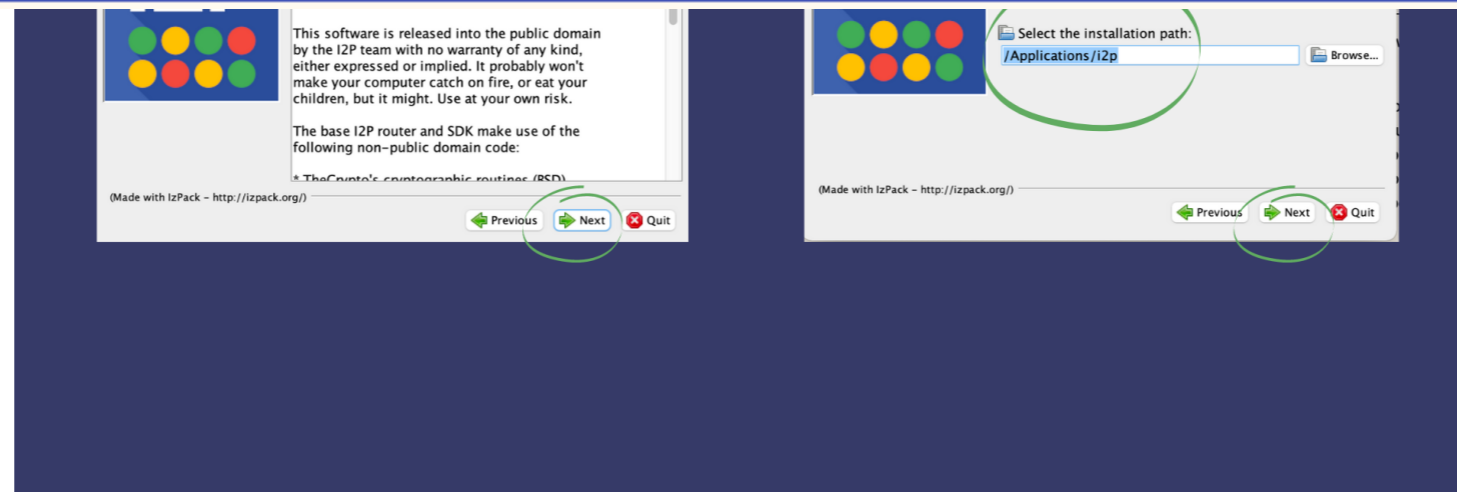 This software is released into the public domain
by the I2P team with no warranty of any kind,
either expressed or implied. It probably won't
make your computer catch on fire, or eat your
children, but it might. Use at your own risk.
The base I2P router and SDK make use of the
following non-public domain code:
* TheCrypto's cryptographic routines (BSD)
(Made with IzPack - http://izpack.org/)
Previous Next Quit
Select the installation path:
/Applications/i2p Browse...
(Made with IzPack - http://izpack.org/)
Previous Next Quit